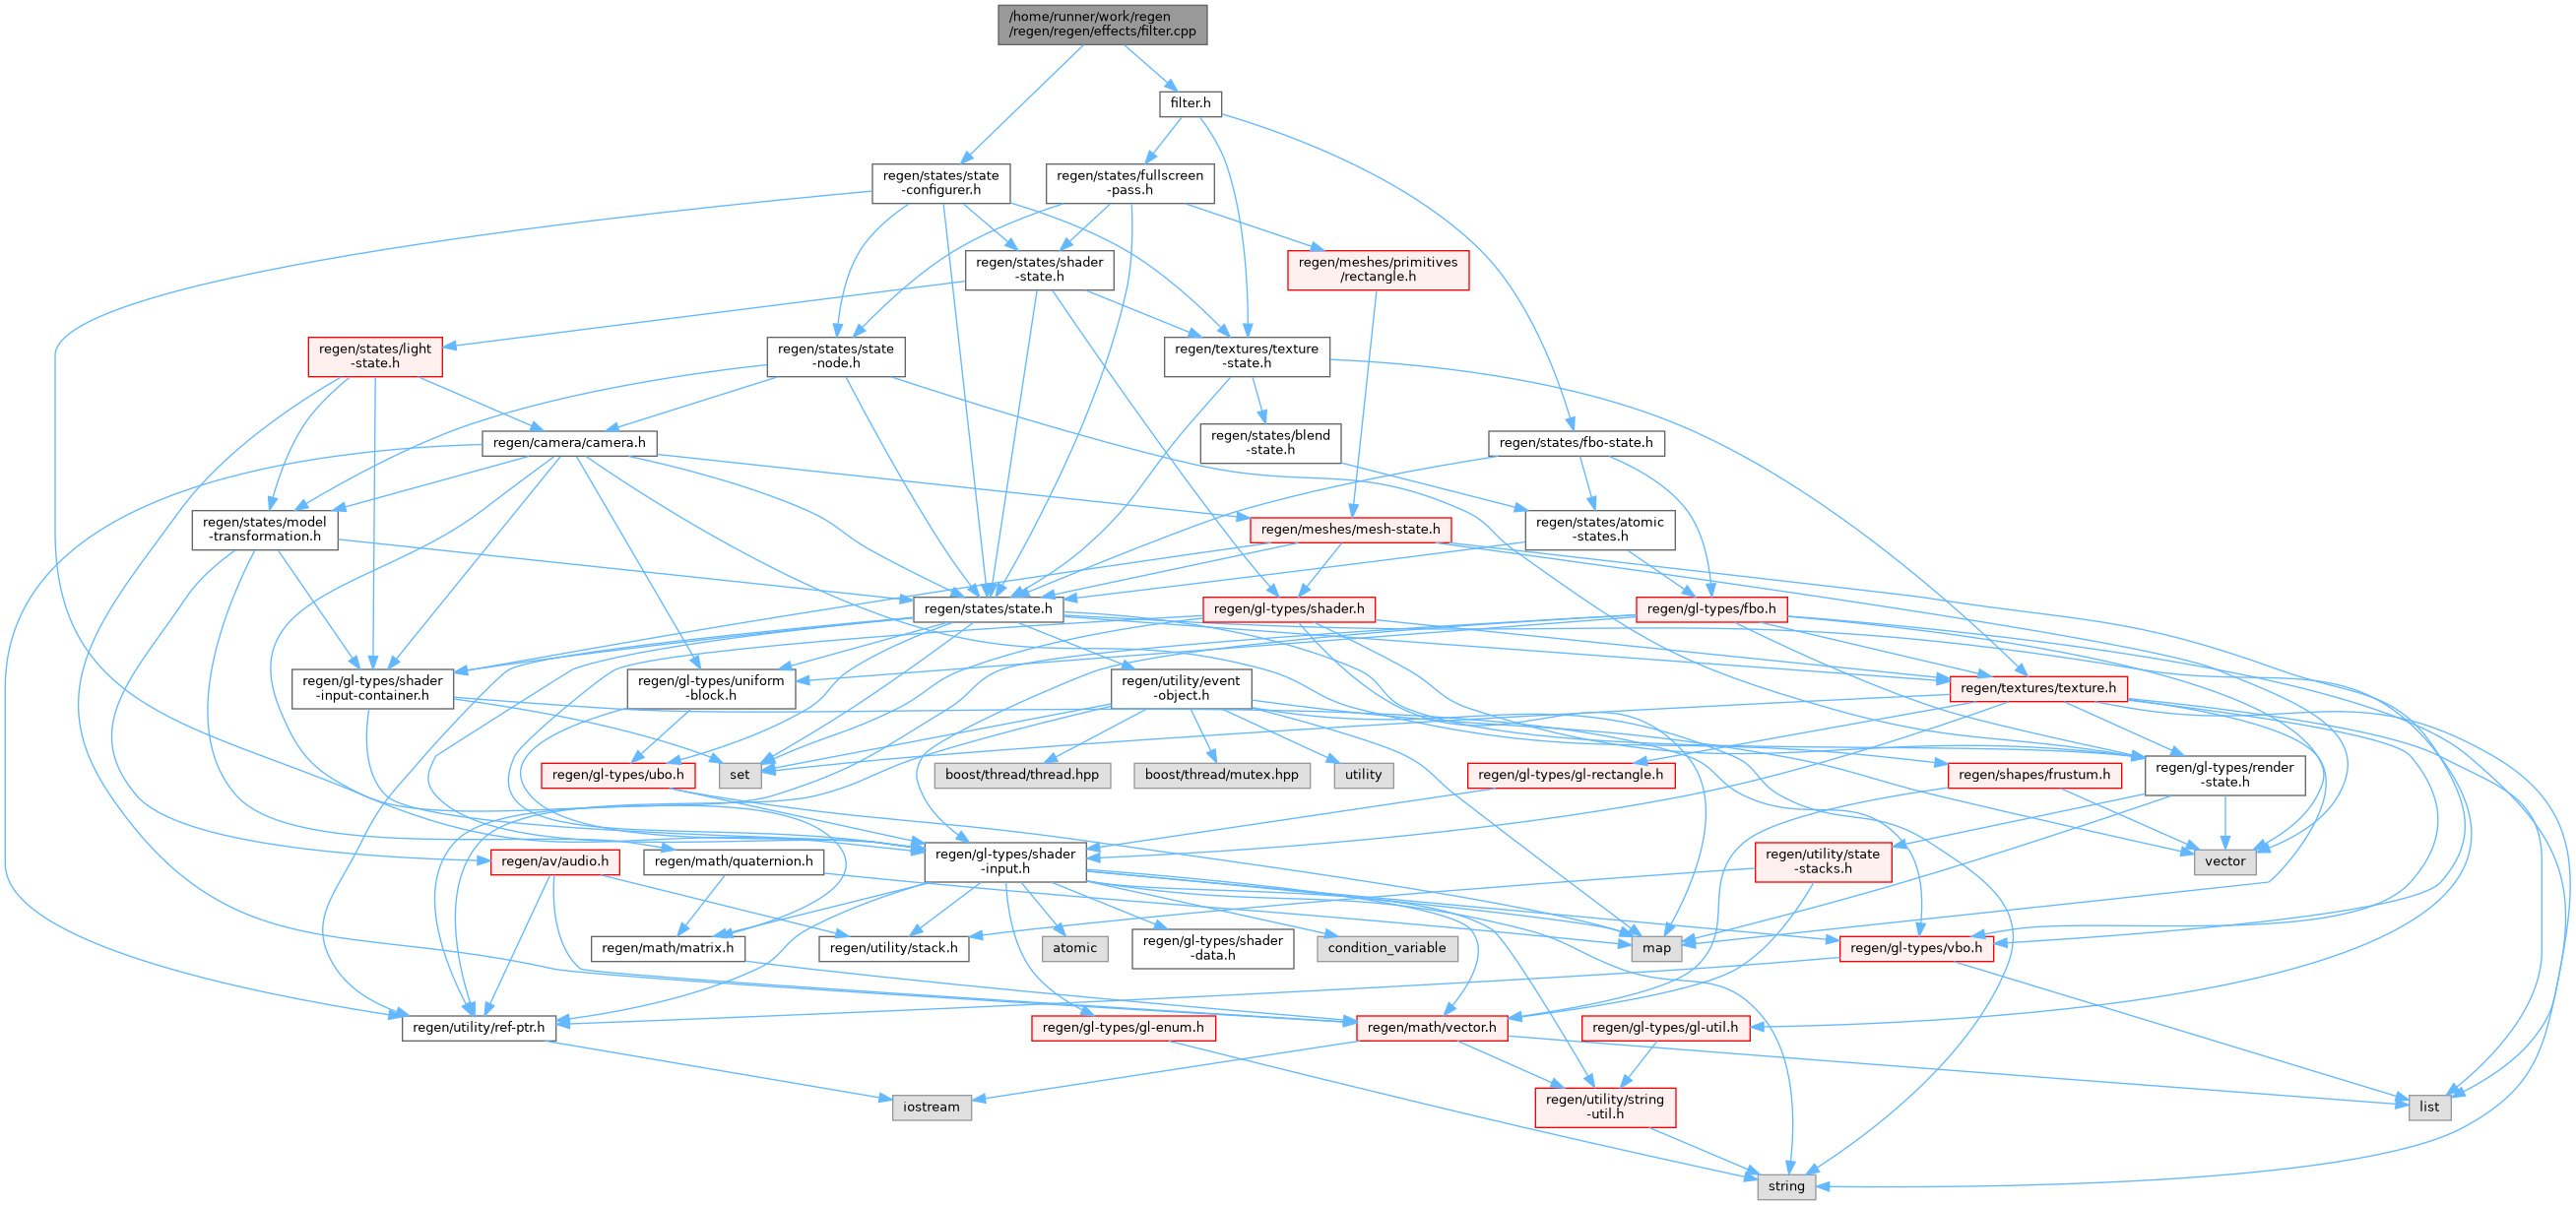 /home/runner/work/regen
/regen/regen/effects/filter.cpp
filter.h
regen/states/state
-configurer.h
regen/states/fullscreen
-pass.h
regen/states/shader
-state.h
regen/meshes/primitives
/rectangle.h
regen/states/light
-state.h
regen/states/state
-node.h
regen/textures/texture
-state.h
regen/camera/camera.h
regen/states/blend
-state.h
regen/states/fbo-state.h
regen/states/model
-transformation.h
regen/meshes/mesh-state.h
regen/states/atomic
-states.h
regen/states/state.h
regen/gl-types/shader.h
regen/gl-types/fbo.h
regen/gl-types/shader
-input-container.h
regen/gl-types/uniform
-block.h
regen/utility/event
-object.h
regen/textures/texture.h
regen/gl-types/ubo.h
set
boost/thread/thread.hpp
boost/thread/mutex.hpp
utility
regen/gl-types/gl-rectangle.h
regen/shapes/frustum.h
regen/gl-types/render
-state.h
regen/av/audio.h
regen/math/quaternion.h
regen/gl-types/shader
-input.h
regen/utility/state
-stacks.h
vector
regen/math/matrix.h
regen/utility/stack.h
atomic
regen/gl-types/shader
-data.h
condition_variable
map
regen/gl-types/vbo.h
regen/utility/ref-ptr.h
regen/gl-types/gl-enum.h
regen/math/vector.h
regen/gl-types/gl-util.h
iostream
regen/utility/string
-util.h
list
string